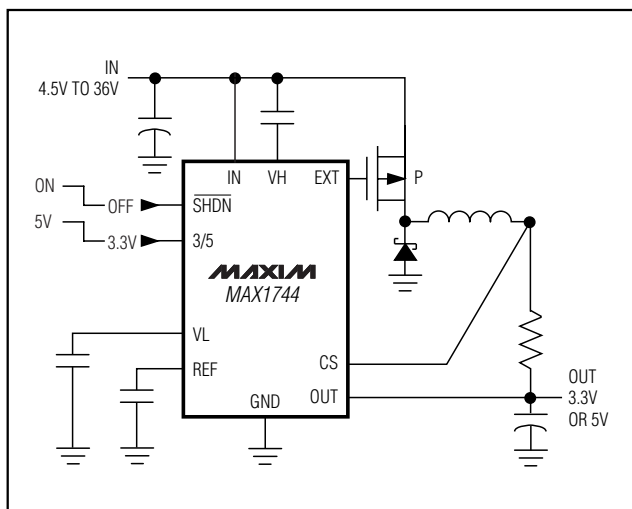 IN
4.5V TO 36V
IN
VH
EXT
P
ON
OFF
SHDN
5V
3.3V
3/5
MAXIM
MAX1744
VL
REF
CS
OUT
GND
OUT
3.3V
OR 5V